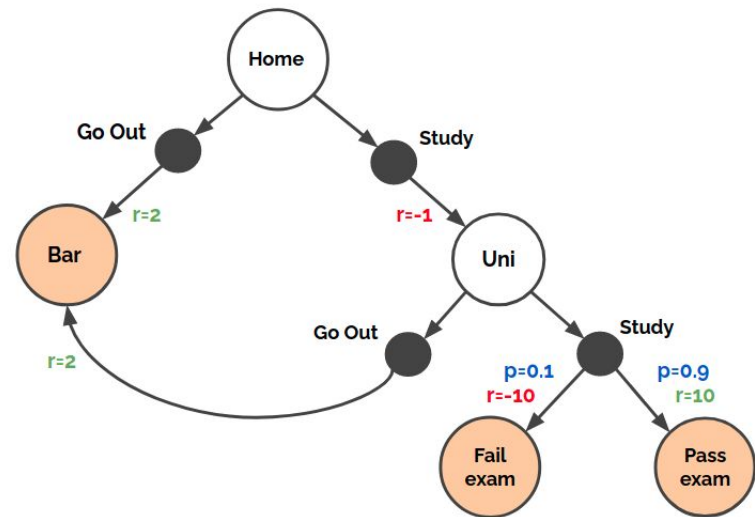 Home
Go Out
Study
r=2
r=-1
Bar
Uni
Go Out
Study
r=2
p=0.1
p=0.9
r=-10
r=10
Fail
exam
Pass
exam